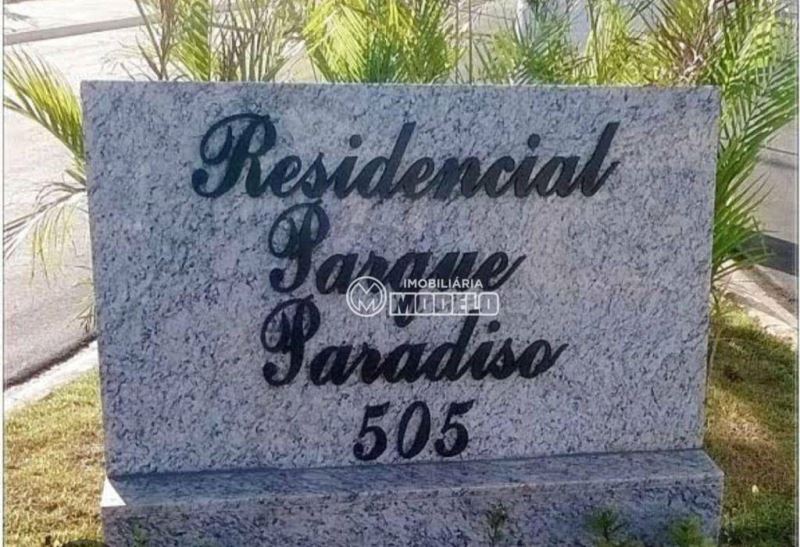 Residencial
Parque
IMOBILIÁRIA
M MODELO
Paradiso
505